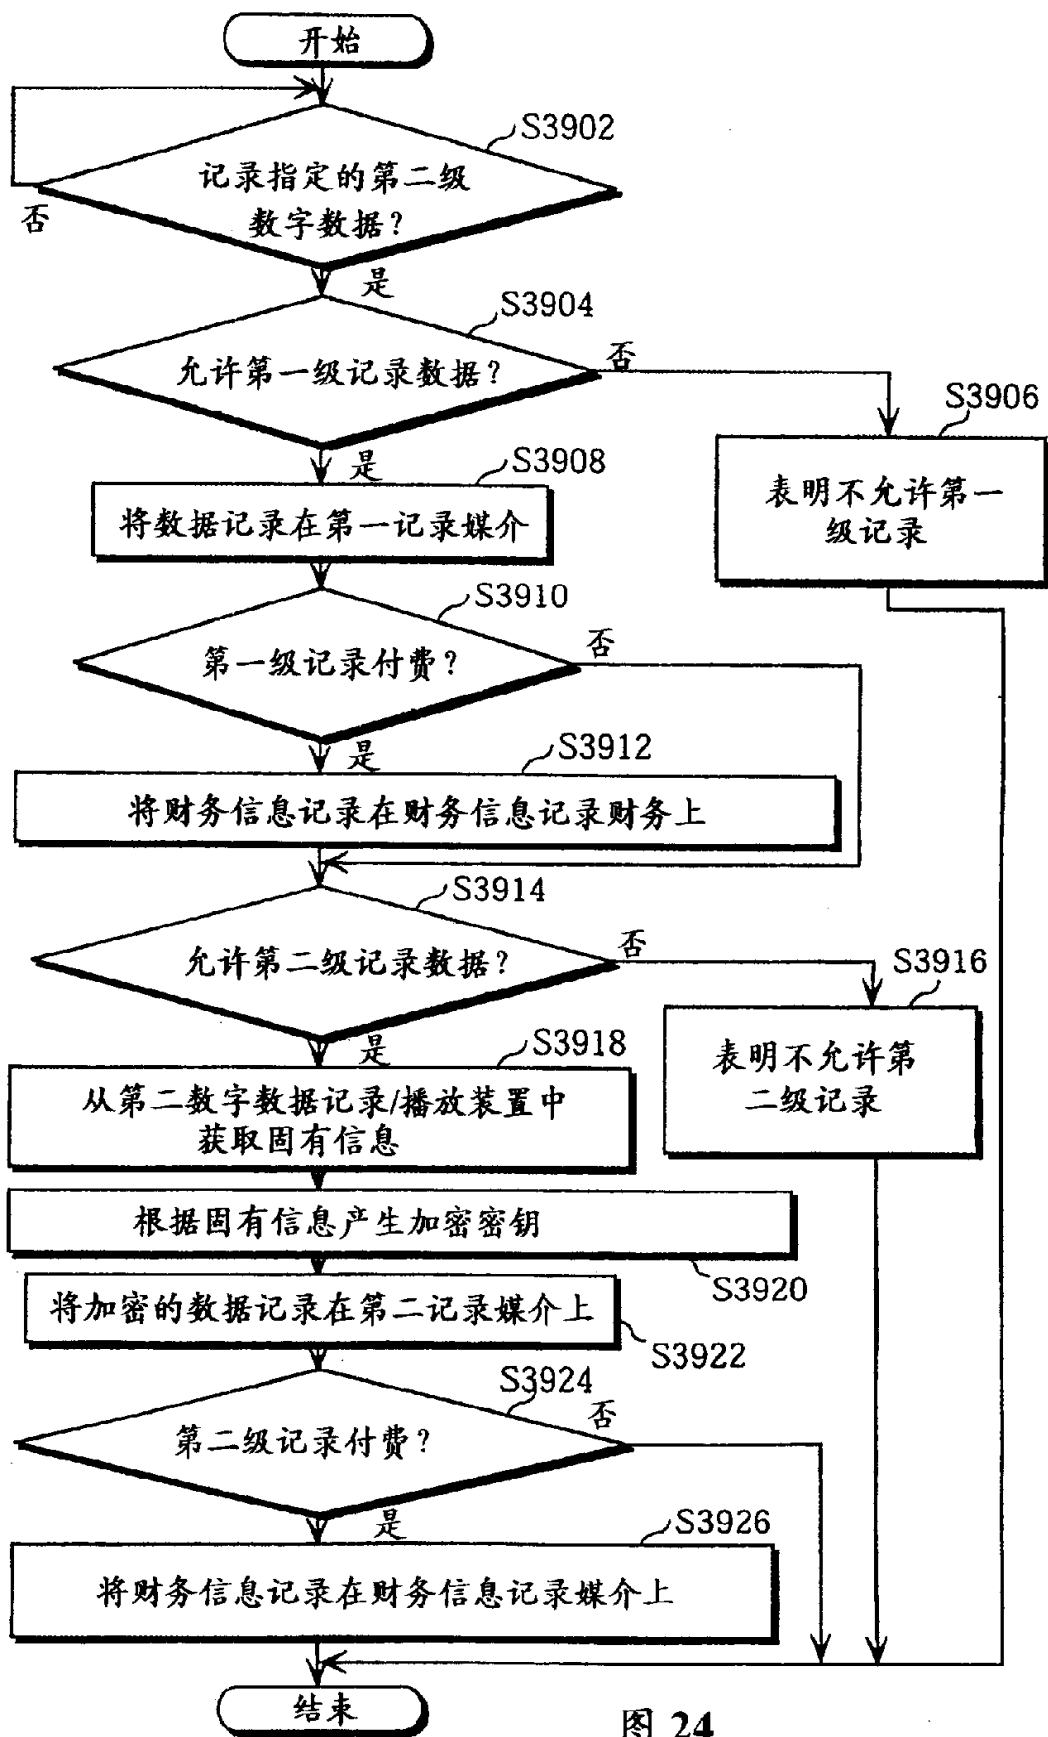 开始
S3902
记录指定的第二级
数字数据？
否
是
S3904
允许第一级记录数据？
否
S3906
表明不允许第一
级记录
是
S3908
将数据记录在第一记录媒介
S3910
第一级记录付费？
否
是
S3912
将财务信息记录在财务信息记录财务上
S3914
允许第二级记录数据？
否
S3916
表明不允许第
二级记录
是
S3918
从第二数字数据记录/播放装置中
获取固有信息
根据固有信息产生加密密钥
S3920
将加密的数据记录在第二记录媒介上
S3922
S3924
第二级记录付费？
否
是
S3926
将财务信息记录在财务信息记录媒介上
结束
图 24